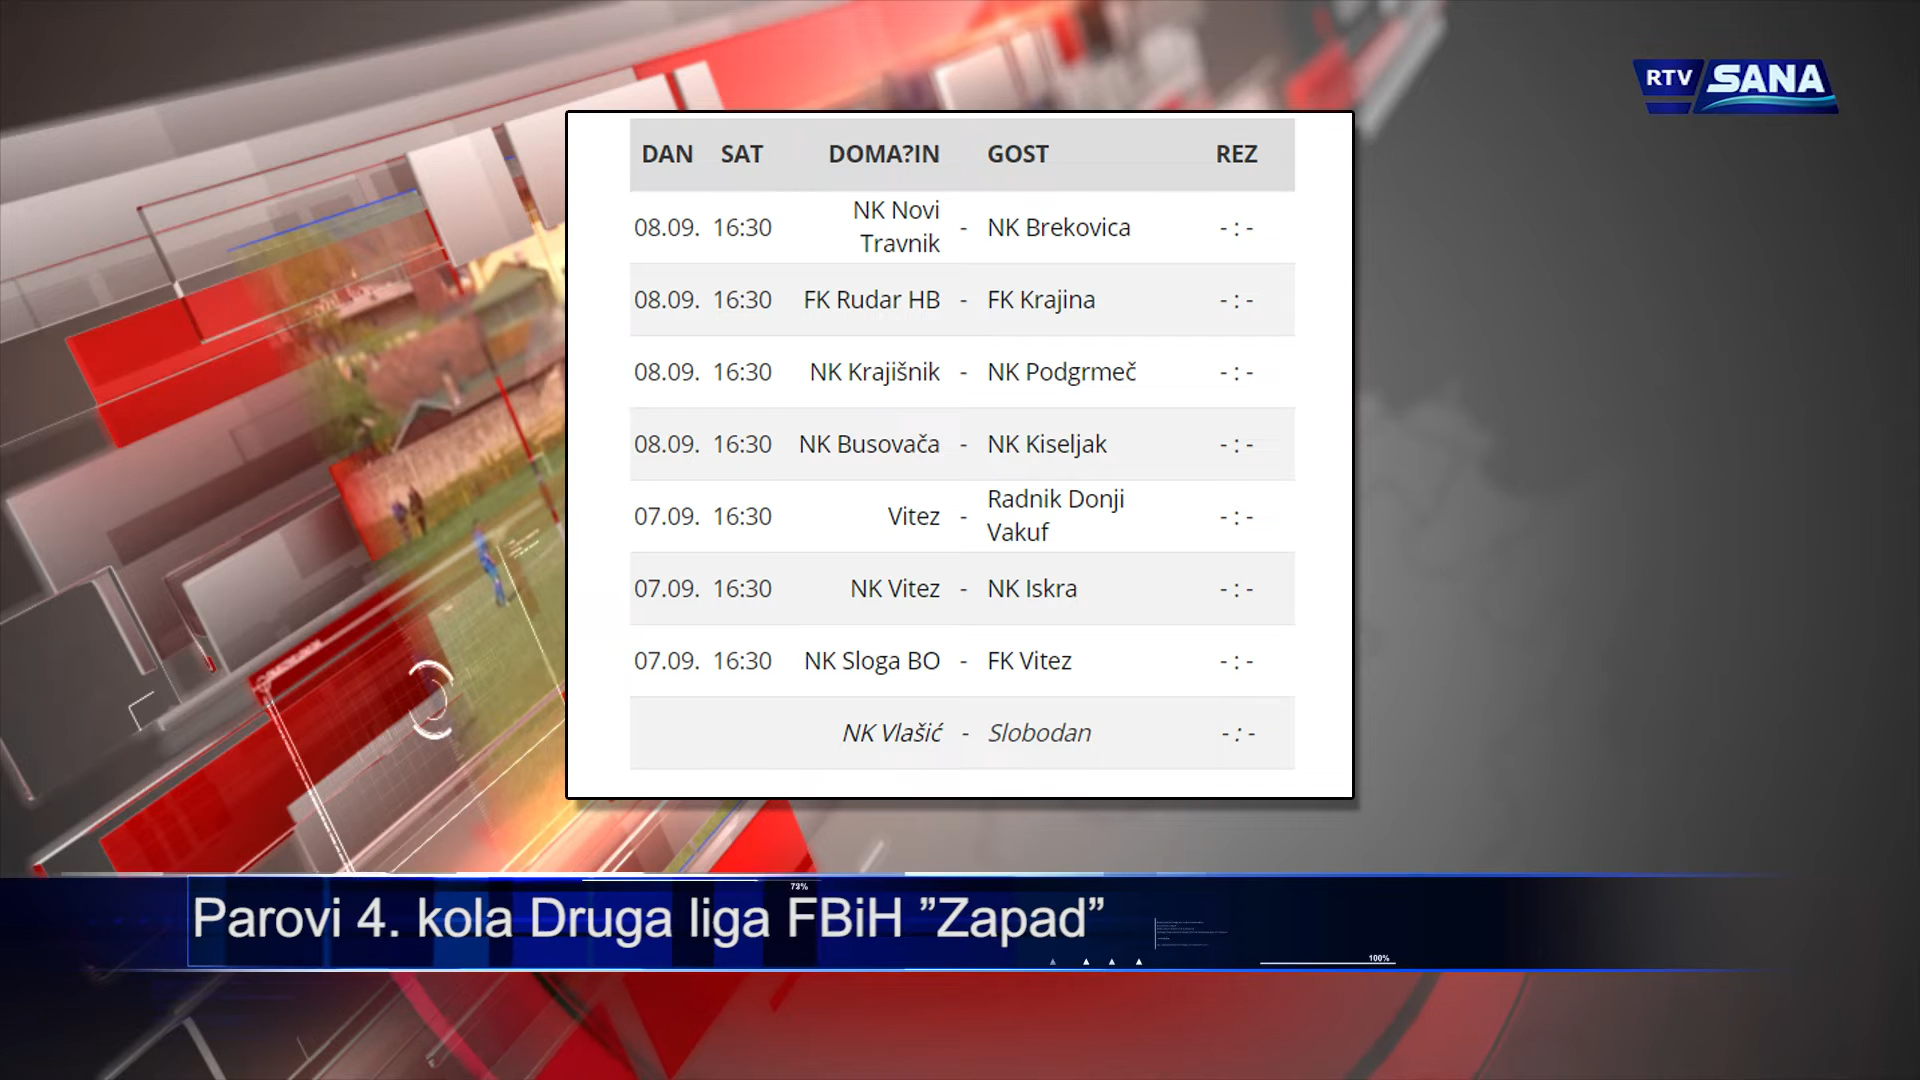 RTV SANA
DAN SAT DOMA?IN GOST REZ
08.09. 16:30 NK Novi Travnik - NK Brekovica - : -
08.09. 16:30 FK Rudar HB - FK Krajina - : -
08.09. 16:30 NK Krajišnik - NK Podgrmeč - : -
08.09. 16:30 NK Busovača - NK Kiseljak - : -
07.09. 16:30 Vitez - Radnik Donji Vakuf - : -
07.09. 16:30 NK Vitez - NK Iskra - : -
07.09. 16:30 NK Sloga BO - FK Vitez - : -
NK Vlašić - Slobodan - : -
73%
Parovi 4. kola Druga liga FBiH ”Zapad”
100%